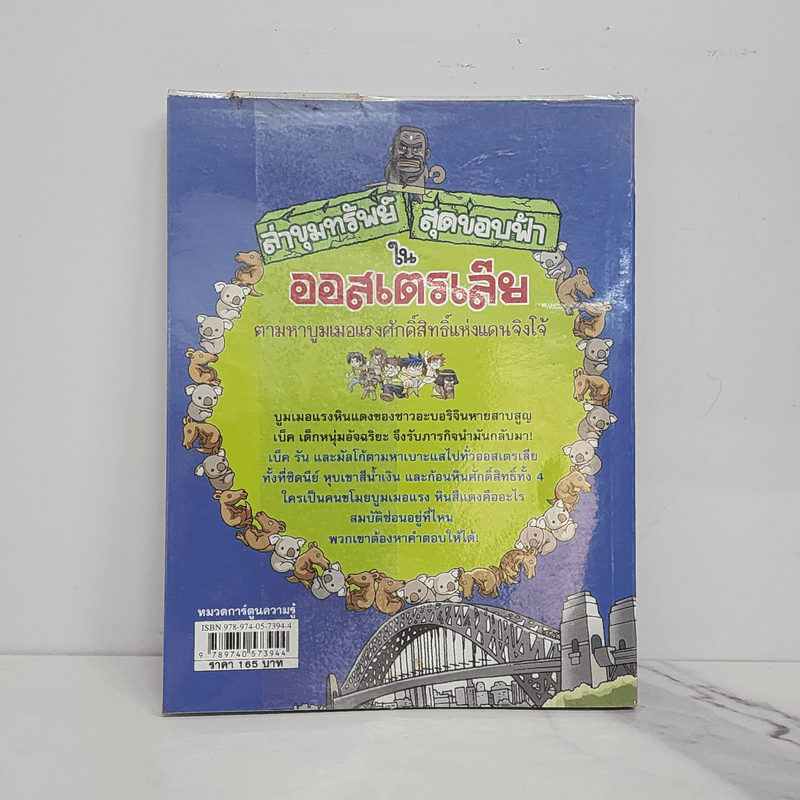 ล่าขุมทรัพย์ สุดขอบฟ้า
ใน
ออสเตรเลีย
ตามหาบูมเมอแรงศักดิ์สิทธิ์แห่งแดนจิงโจ้
บูมเมอแรงหินแดงของชาวอะบอริจินหายสาบสูญ
เบ็ค เด็กหนุ่มอัจฉริยะ จึงรับภารกิจนำมันกลับมา!
เบ็ค รัน และมัลโก้ตามหาเบาะแสไปทั่วออสเตรเลีย
ทั้งที่ซิดนีย์ หุบเขาสีน้ำเงิน และก้อนหินศักดิ์สิทธิ์ทั้ง 4
ใครเป็นคนขโมยบูมเมอแรง หินสีแดงคืออะไร
สมบัติซ่อนอยู่ที่ไหน
พวกเขาต้องหาคำตอบให้ได้!
หมวดการ์ตูนความรู้
ISBN 978-974-05-7394-4
9 789740 573944
ราคา 165 บาท